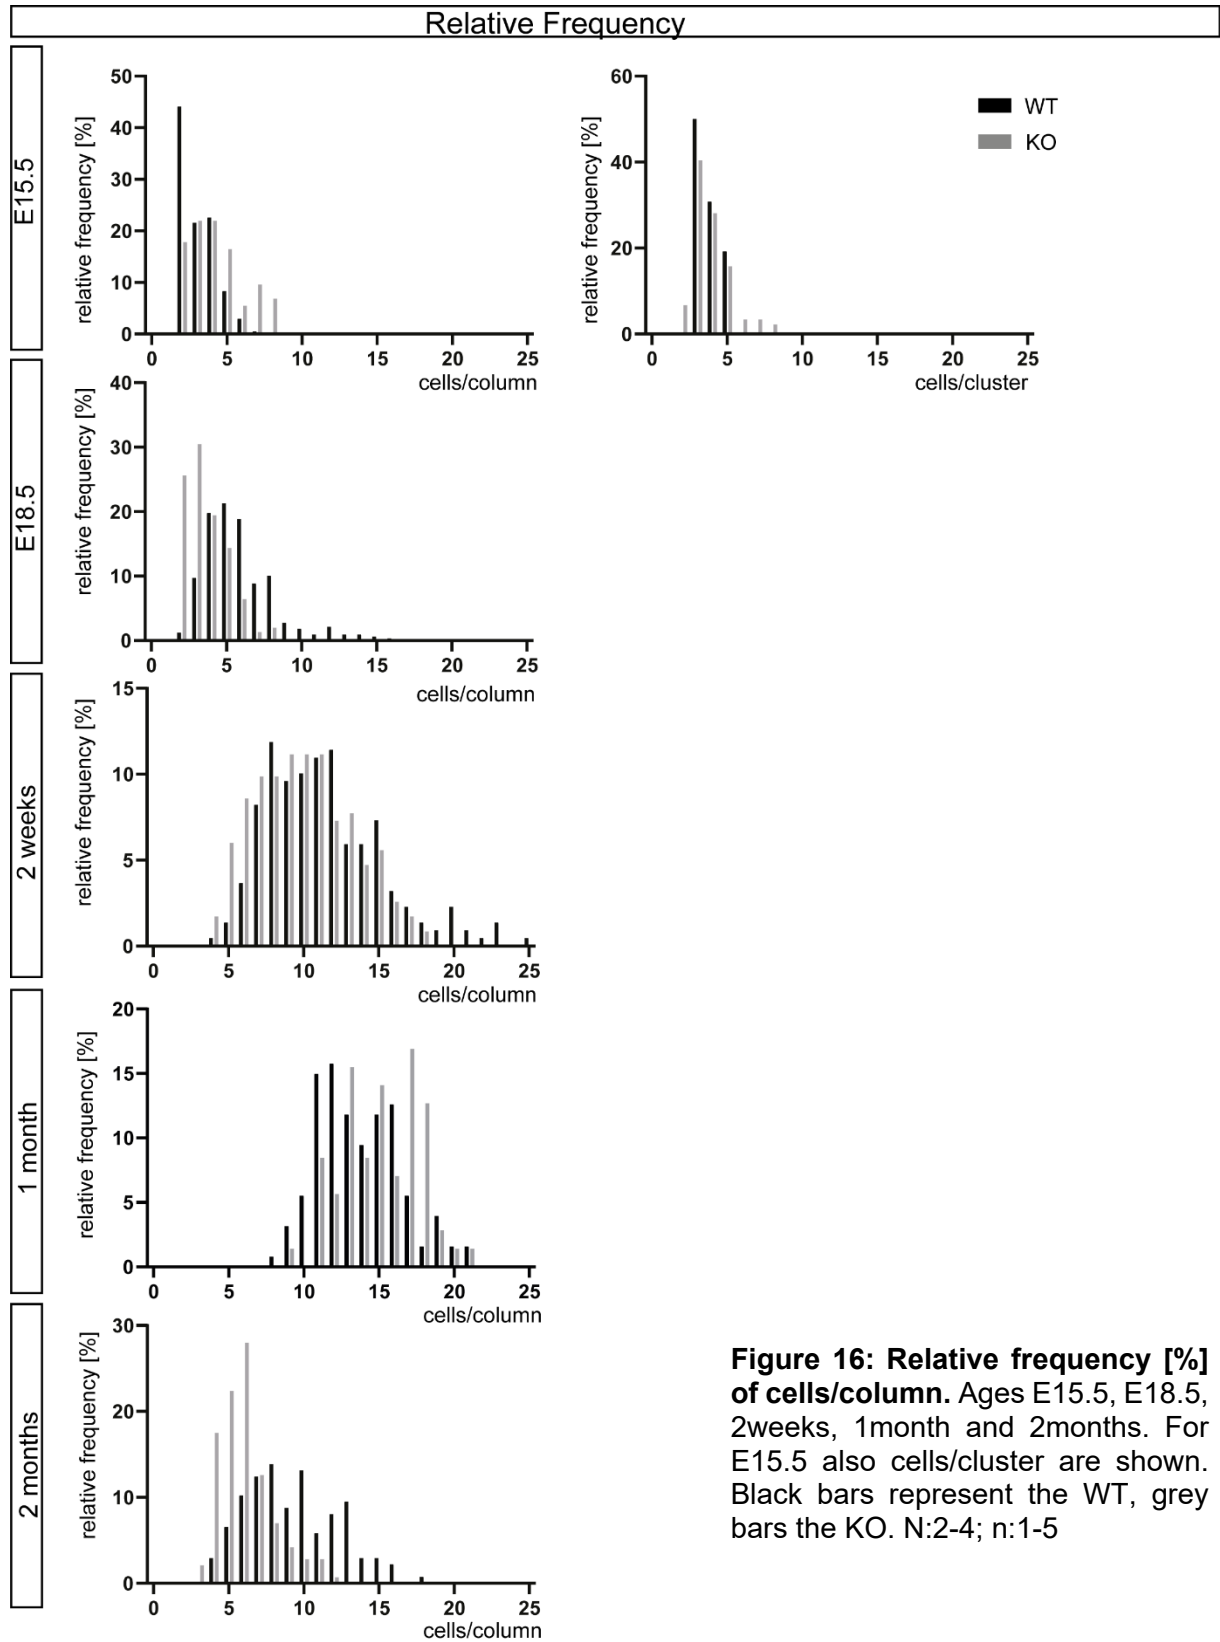 Relative Frequency
E15.5
relative frequency [%]
50
40
30
20
10
0
0 5 10 15 20 25
cells/column
relative frequency [%]
60
40
20
0
0 5 10 15 20 25
cells/cluster
WT
KO
E18.5
relative frequency [%]
40
30
20
10
0
0 5 10 15 20 25
cells/column
2 weeks
relative frequency [%]
15
10
5
0
0 5 10 15 20 25
cells/column
1 month
relative frequency [%]
20
15
10
5
0
0 5 10 15 20 25
cells/column
2 months
relative frequency [%]
30
20
10
0
0 5 10 15 20 25
cells/column
Figure 16: Relative frequency [%]
of cells/column. Ages E15.5, E18.5,
2weeks, 1month and 2months. For
E15.5 also cells/cluster are shown.
Black bars represent the WT, grey
bars the KO. N:2-4; n:1-5